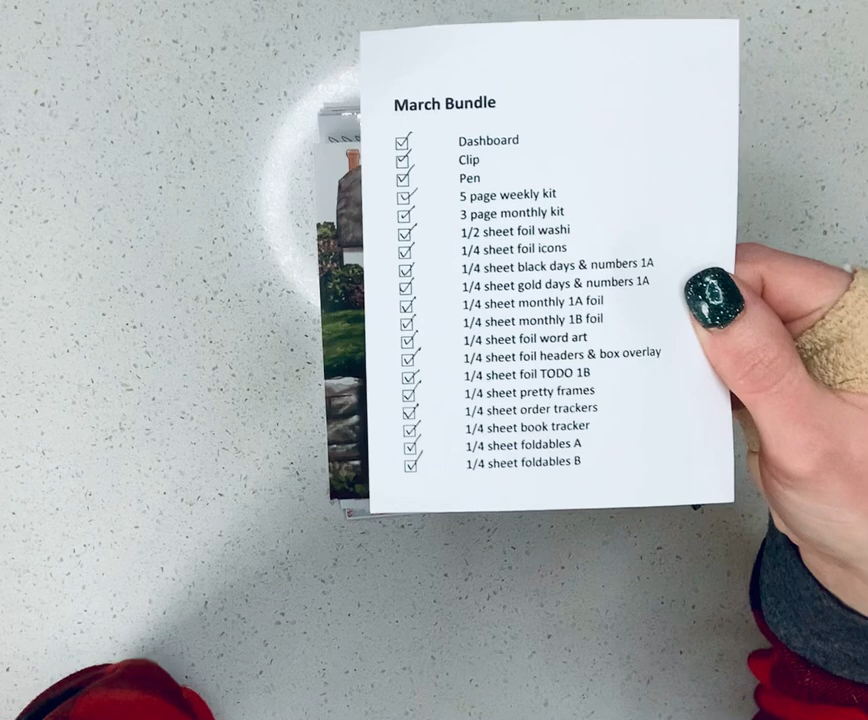 March Bundle
Dashboard
Clip
Pen
5 page weekly kit
3 page monthly kit
1/2 sheet foil washi
1/4 sheet foil icons
1/4 sheet black days & numbers 1A
1/4 sheet gold days & numbers 1A
1/4 sheet monthly 1A foil
1/4 sheet monthly 1B foil
1/4 sheet foil word art
1/4 sheet foil headers & box overlay
1/4 sheet foil TODO 1B
1/4 sheet pretty frames
1/4 sheet order trackers
1/4 sheet book tracker
1/4 sheet foldables A
1/4 sheet foldables B